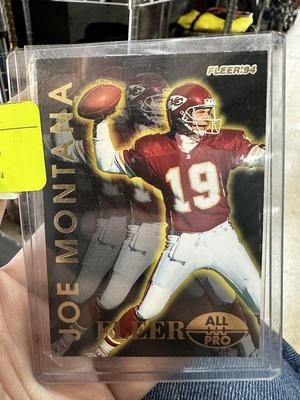 FLEER '94
JOE MONTANA
19
FLEER
ALL
PRO